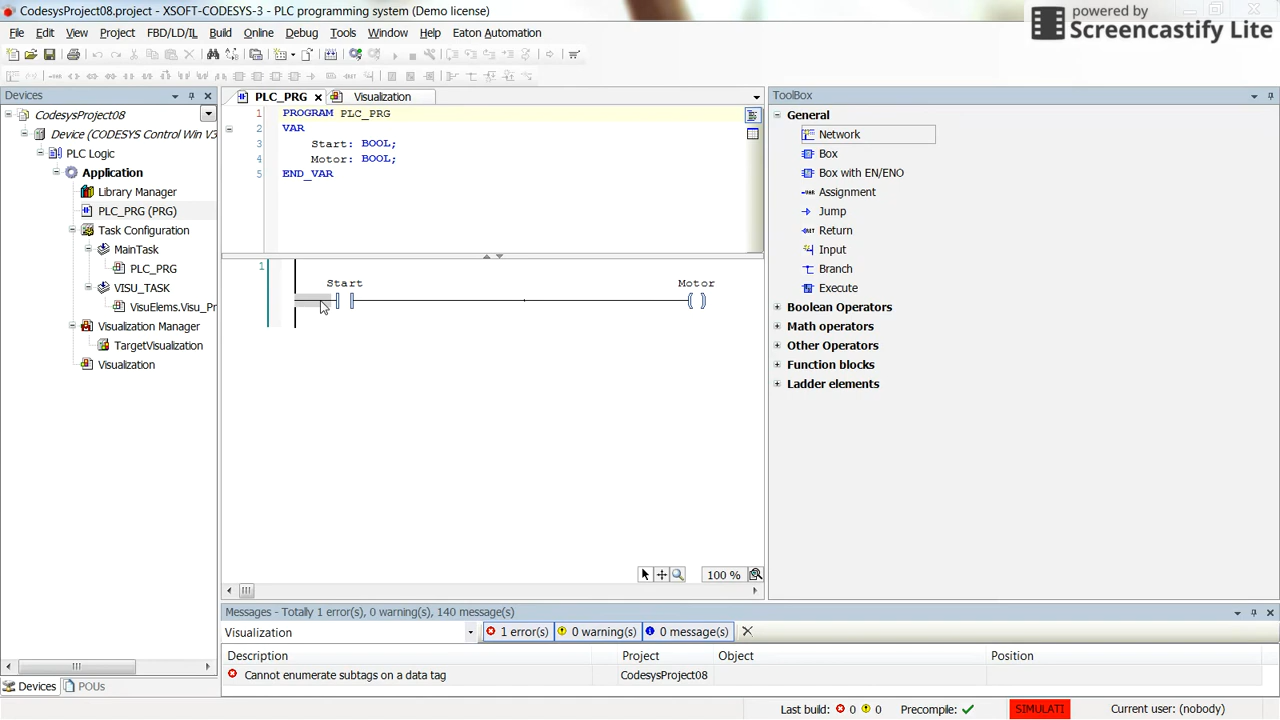 CodesysProject08.project - XSOFT-CODESYS-3 - PLC programming system (Demo license)
powered by
Screencastify Lite
File Edit View Project FBD/LD/IL Build Online Debug Tools Window Help Eaton Automation
Devices
CodesysProject08
Device (CODESYS Control Win V3
PLC Logic
Application
Library Manager
PLC_PRG (PRG)
Task Configuration
MainTask
PLC_PRG
VISU_TASK
VisuElems.Visu_Pr
Visualization Manager
TargetVisualization
Visualization
Devices POUs
PLC_PRG Visualization
1 PROGRAM PLC_PRG
2 VAR
3 Start: BOOL;
4 Motor: BOOL;
5 END_VAR
1
Start Motor
100 %
ToolBox
General
Network
Box
Box with EN/ENO
Assignment
Jump
Return
Input
Branch
Execute
Boolean Operators
Math operators
Other Operators
Function blocks
Ladder elements
Messages - Totally 1 error(s), 0 warning(s), 140 message(s)
Visualization 1 error(s) 0 warning(s) 0 message(s)
Description Project Object Position
Cannot enumerate subtags on a data tag CodesysProject08
Last build: 0 0 Precompile: SIMULATI Current user: (nobody)